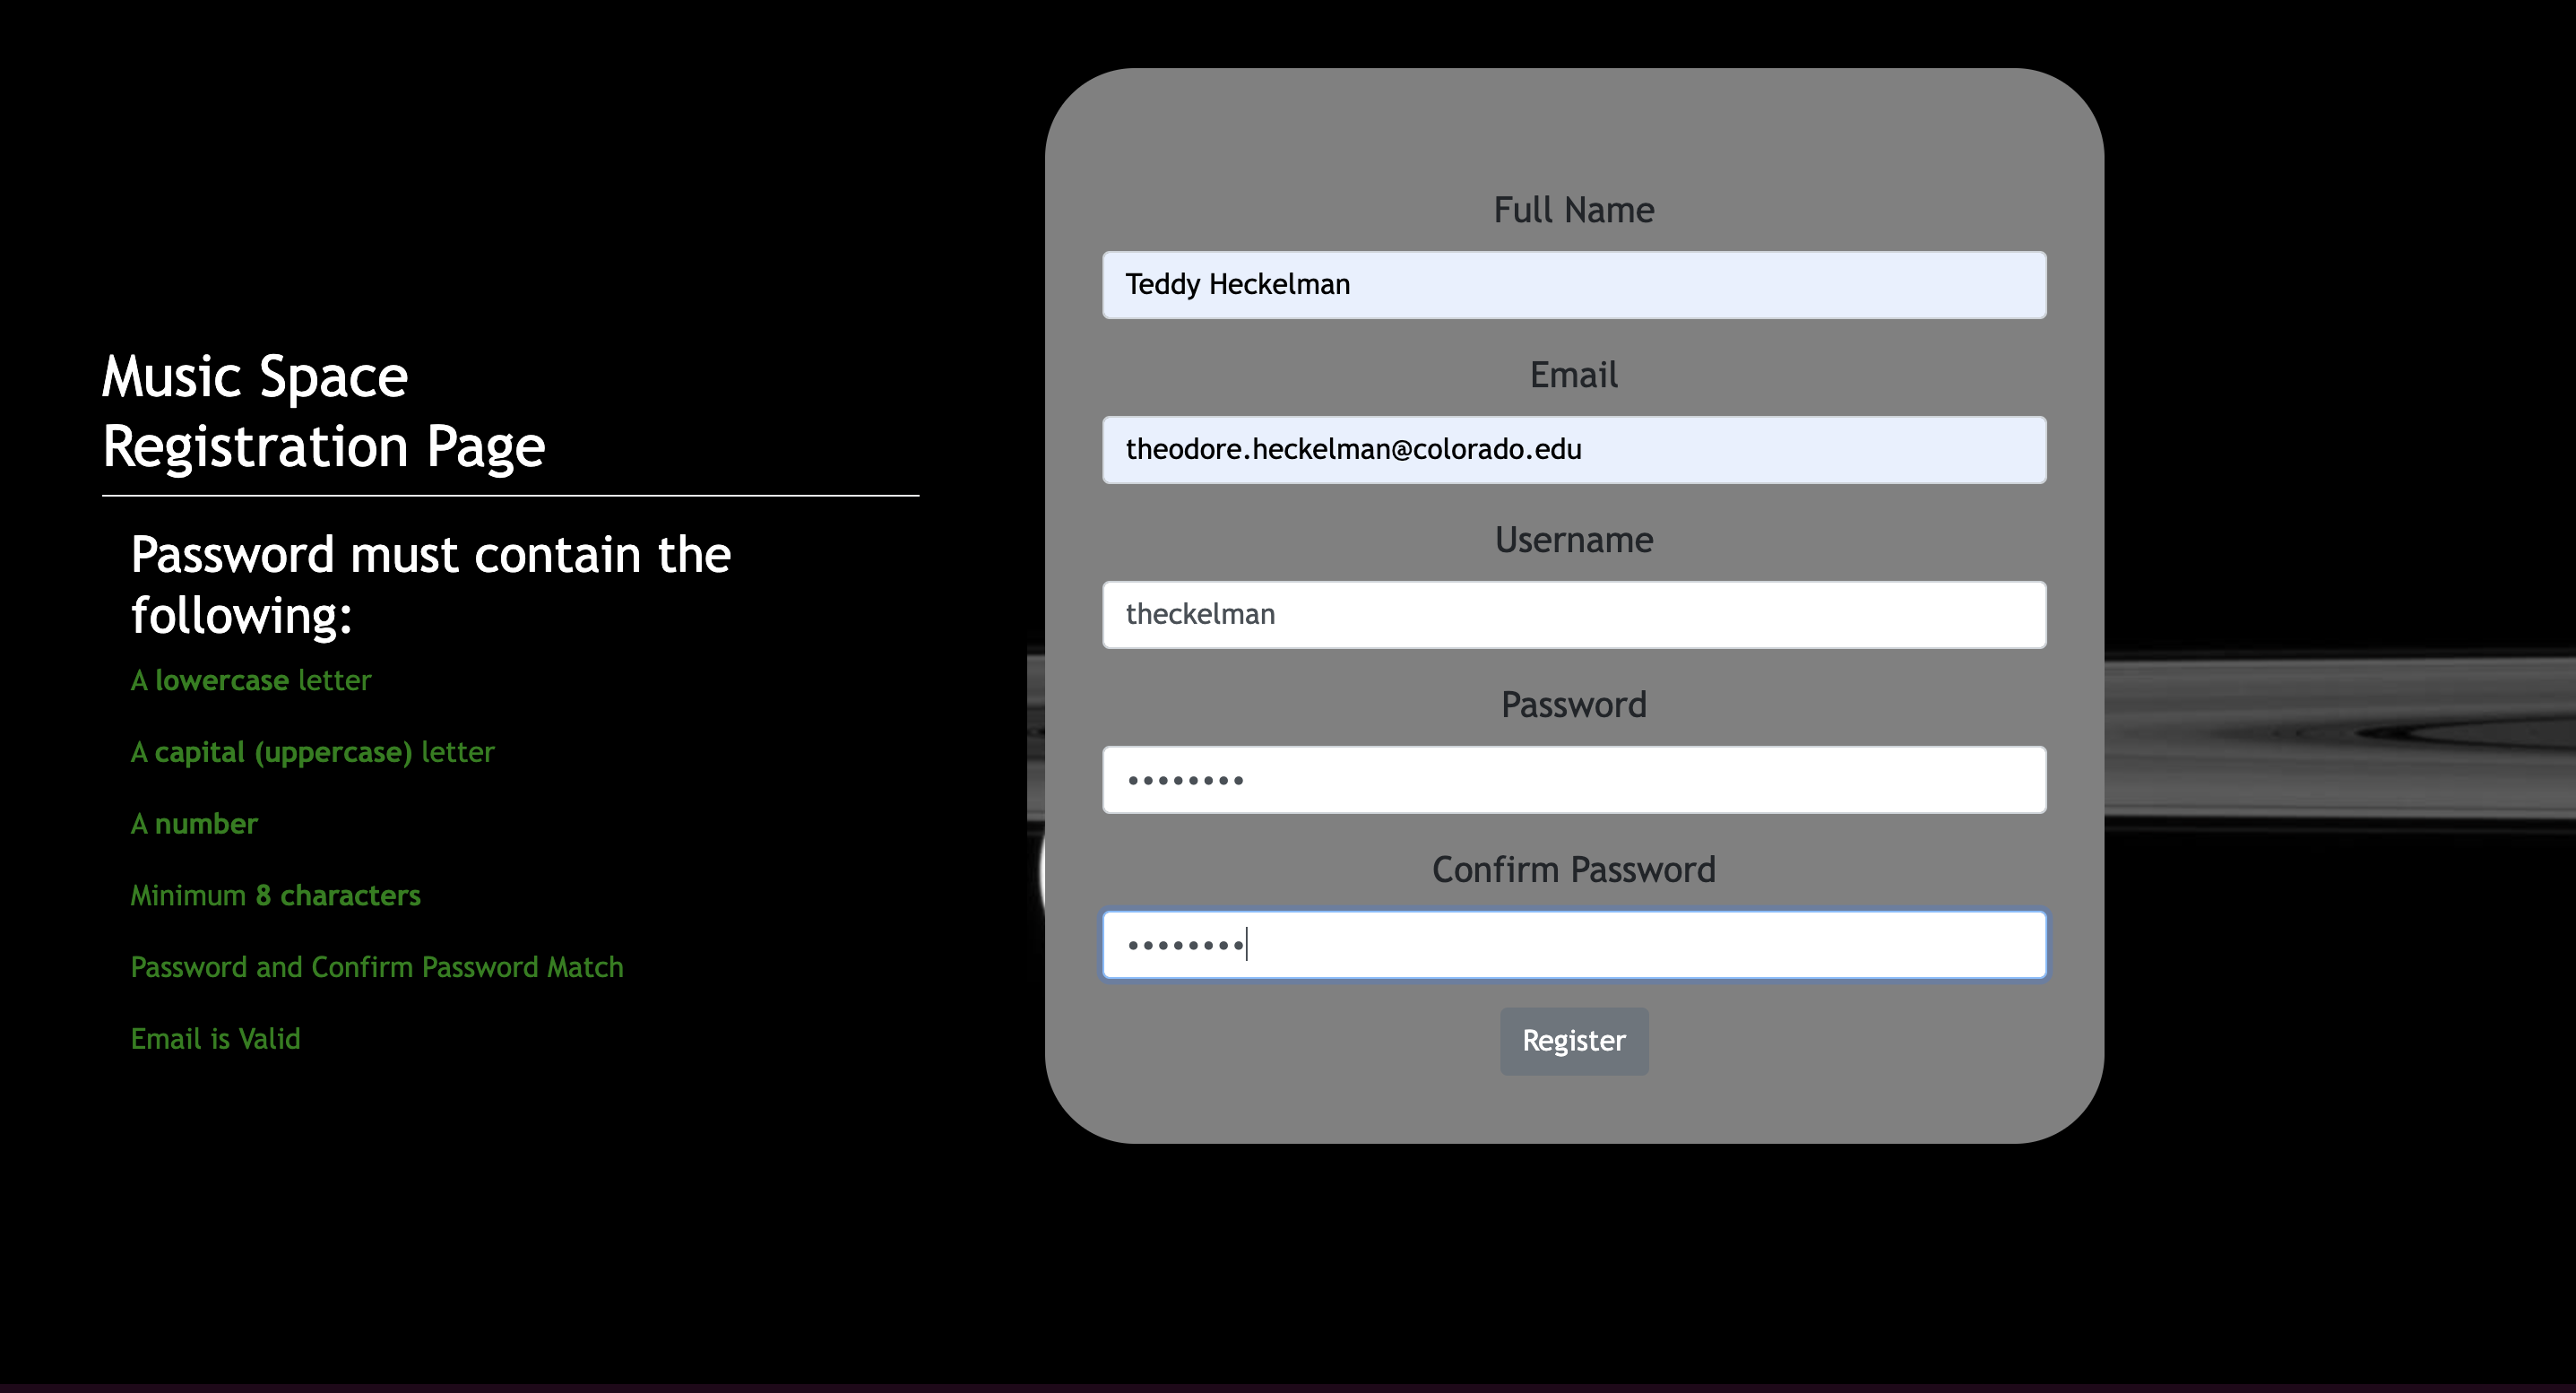 Music Space
Registration Page
Password must contain the
following:
A lowercase letter
A capital (uppercase) letter
A number
Minimum 8 characters
Password and Confirm Password Match
Email is Valid
Full Name
Teddy Heckelman
Email
theodore.heckelman@colorado.edu
Username
theckelman
Password
••••••••
Confirm Password
••••••••
Register